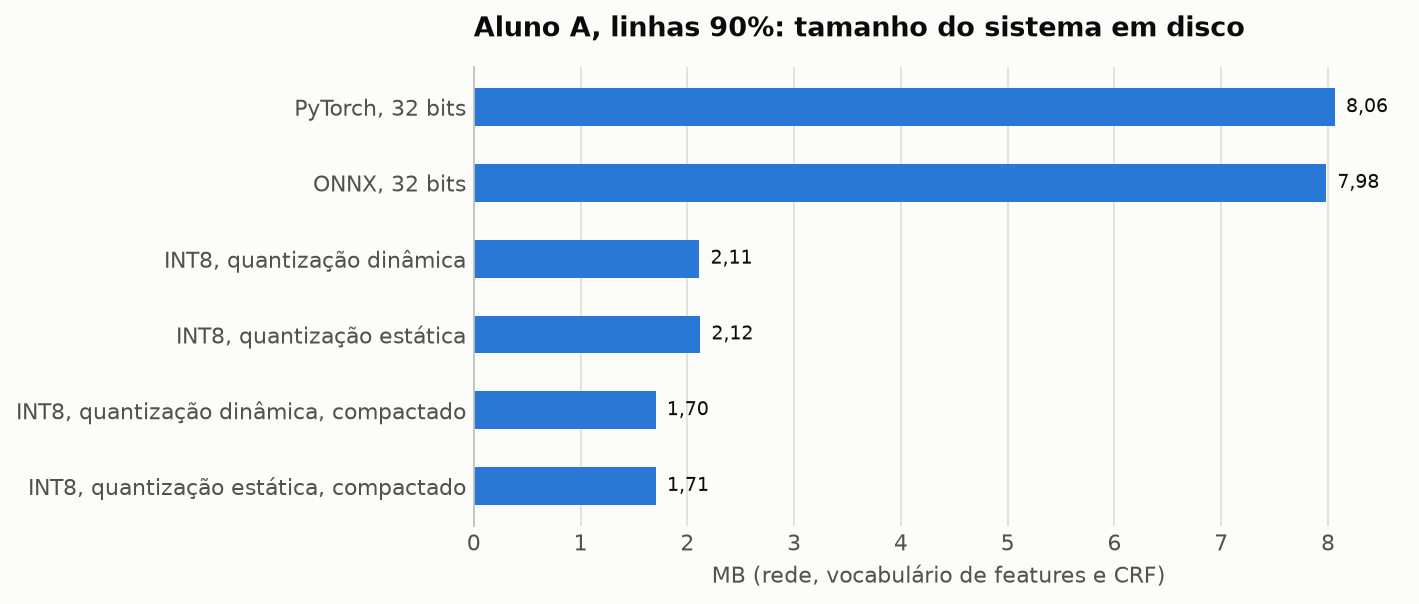 Aluno A, linhas 90%: tamanho do sistema em disco
PyTorch, 32 bits 8,06
ONNX, 32 bits 7,98
INT8, quantização dinâmica 2,11
INT8, quantização estática 2,12
INT8, quantização dinâmica, compactado 1,70
INT8, quantização estática, compactado 1,71
0 1 2 3 4 5 6 7 8
MB (rede, vocabulário de features e CRF)